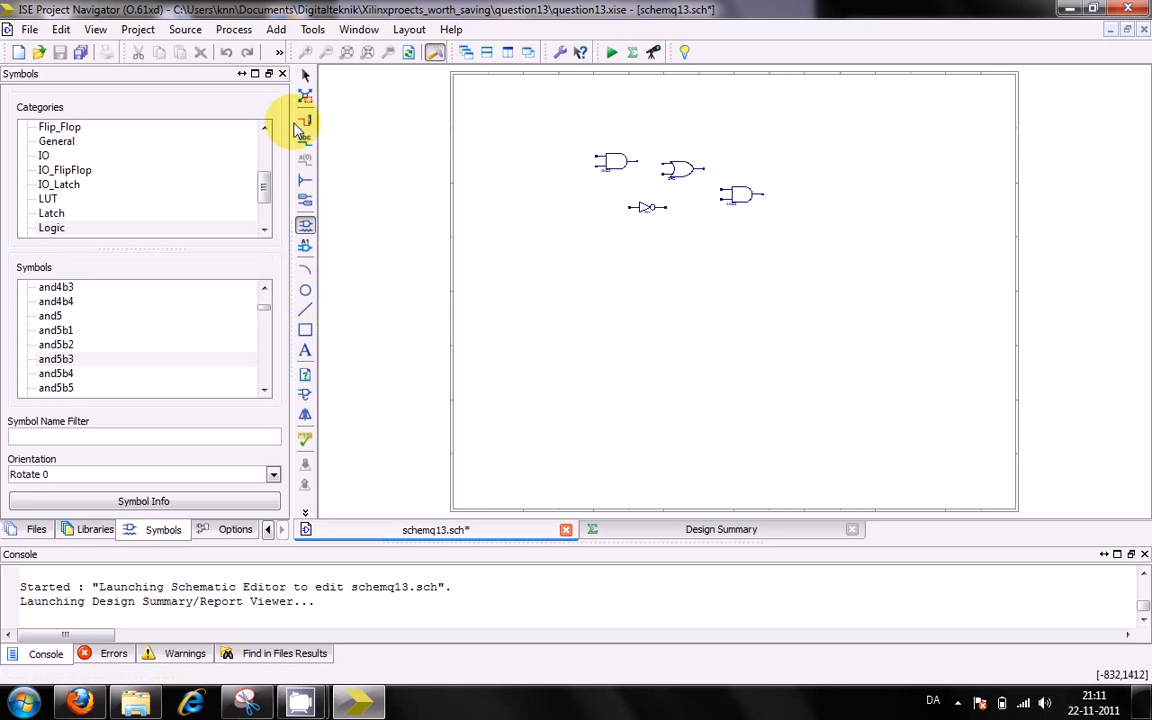 ISE Project Navigator (O.61xd) - C:\Users\knn\Documents\Digitalteknik\Xilinxproects_worth_saving\question13\question13.xise - [schemq13.sch*]
File Edit View Project Source Process Add Tools Window Layout Help
Symbols
Categories
Flip_Flop
General
IO
IO_FlipFlop
IO_Latch
LUT
Latch
Logic
Symbols
and4b3
and4b4
and5
and5b1
and5b2
and5b3
and5b4
and5b5
Symbol Name Filter
Orientation
Rotate 0
Symbol Info
abc
a(0)
A1
A
Files Libraries Symbols Options
schemq13.sch* Design Summary
Console
Started : "Launching Schematic Editor to edit schemq13.sch".
Launching Design Summary/Report Viewer...
Console Errors Warnings Find in Files Results
[-832,1412]
DA
21:11
22-11-2011